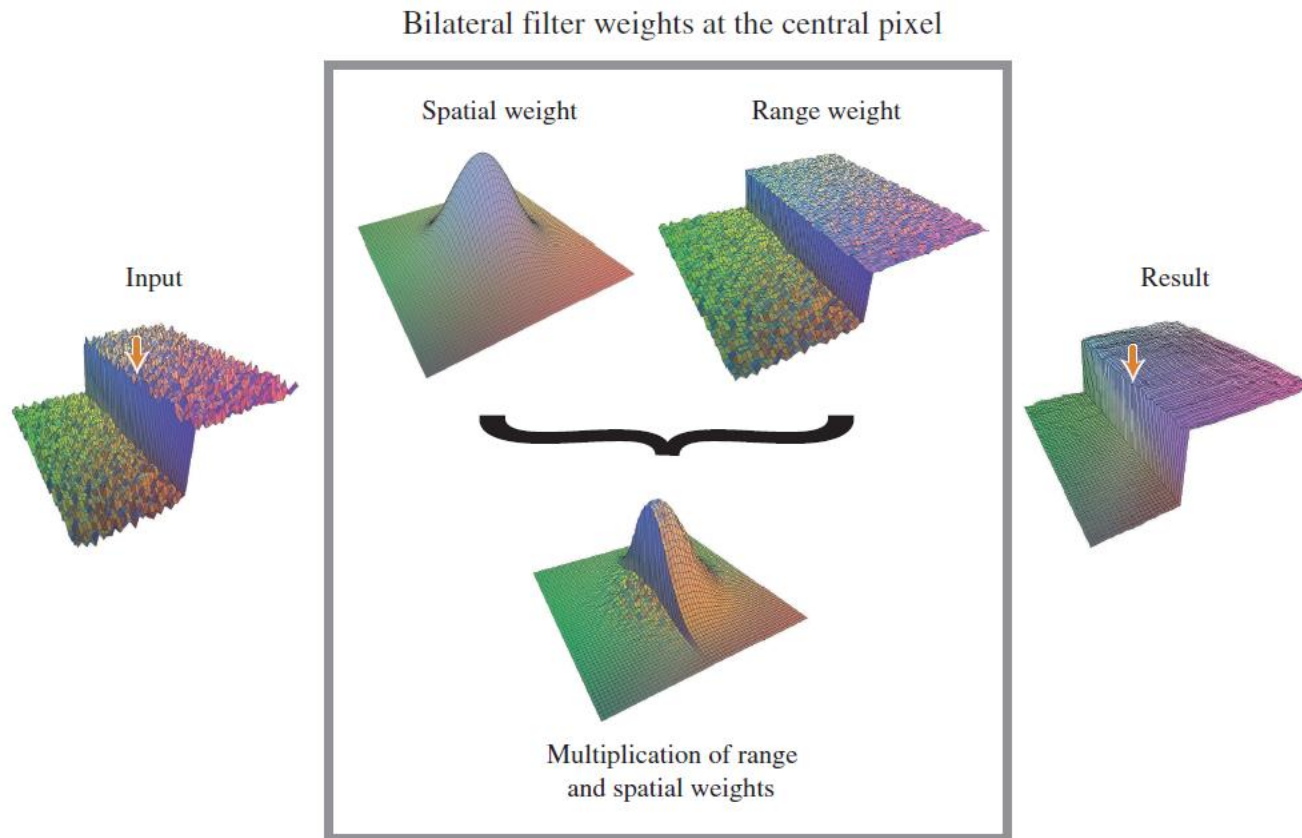 Bilateral filter weights at the central pixel
Spatial weight
Range weight
Input
Result
Multiplication of range
and spatial weights